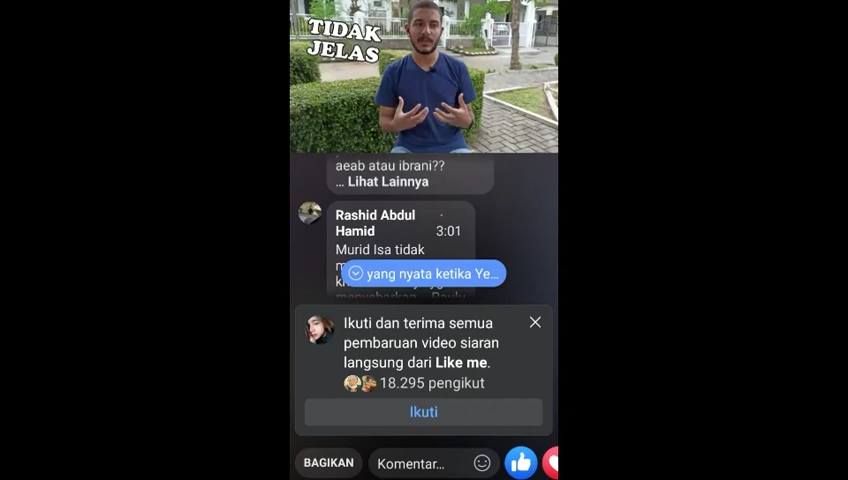 TIDAK
JELAS
aeab atau ibrani??
... Lihat Lainnya
Rashid Abdul
Hamid
3:01
Murid Isa tidak
yang nyata ketika Ye...
Ikuti dan terima semua
pembaruan video siaran
langsung dari Like me.
18.295 pengikut
Ikuti
BAGIKAN
Komentar...